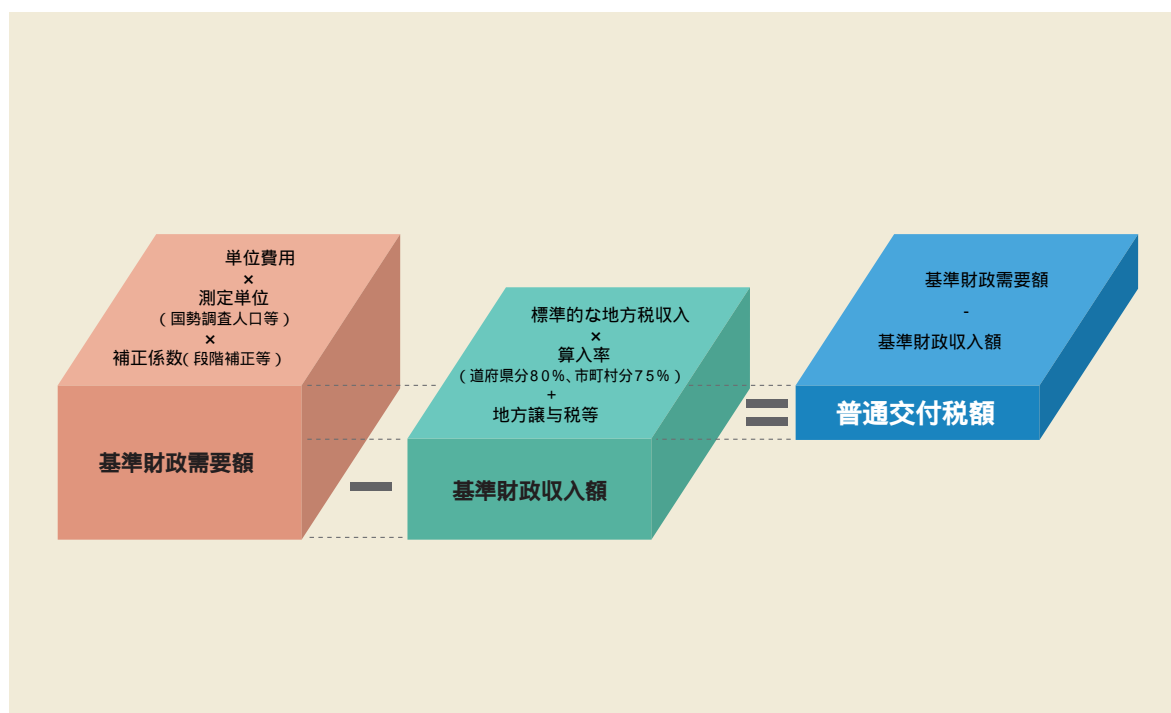 単位費用
×
測定単位
（国勢調査人口等）
×
補正係数（段階補正等）
基準財政需要額
標準的な地方税収入
×
算入率
（道府県分８０％、市町村分７５％）
+
地方譲与税等
基準財政収入額
基準財政需要額
-
基準財政収入額
普通交付税額